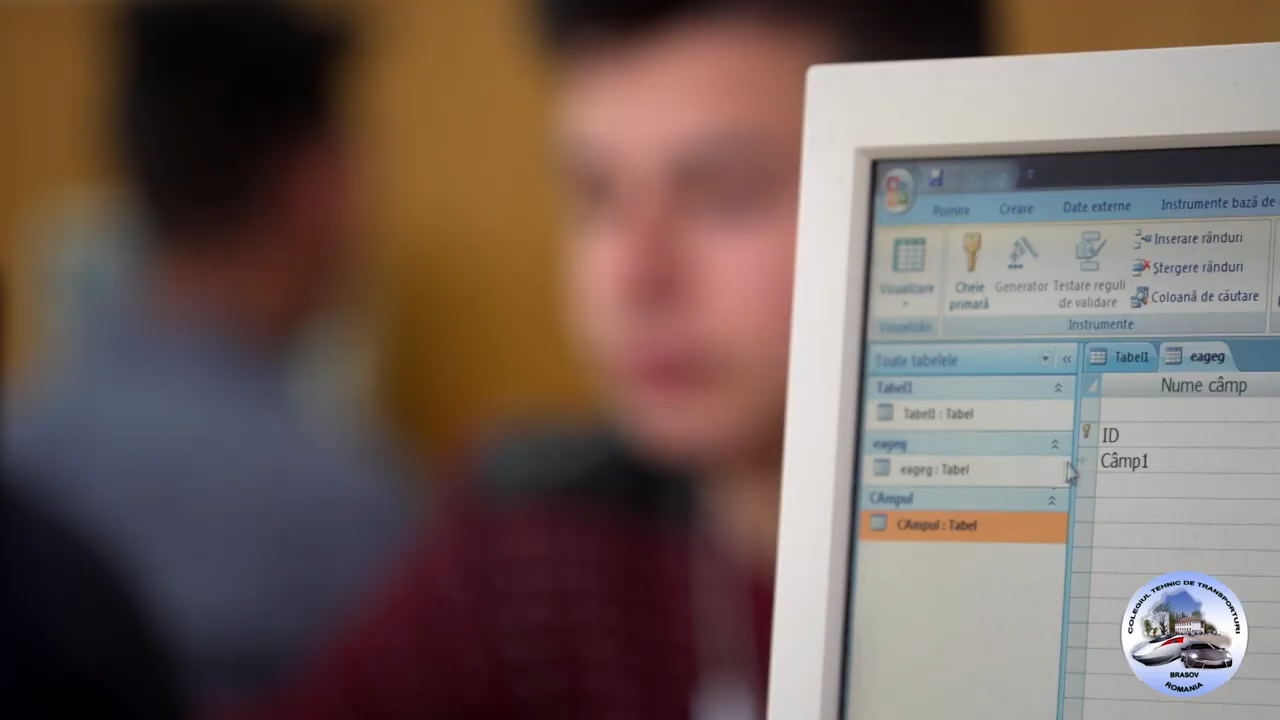 Pornire Creare Date externe Instrumente bază de
Vizualizare
Cheie primară
Generator
Testare reguli de validare
Inserare rânduri
Ștergere rânduri
Coloană de căutare
Vizualizări
Instrumente
Toute tabelele
Tabel1
Tabel1 : Tabel
eageg
eageg : Tabel
CAmpul
CAmpul : Tabel
Tabel1 eageg
Nume câmp
ID
Câmp1
COLEGIUL TEHNIC DE TRANSPORTURI
BRASOV
ROMANIA